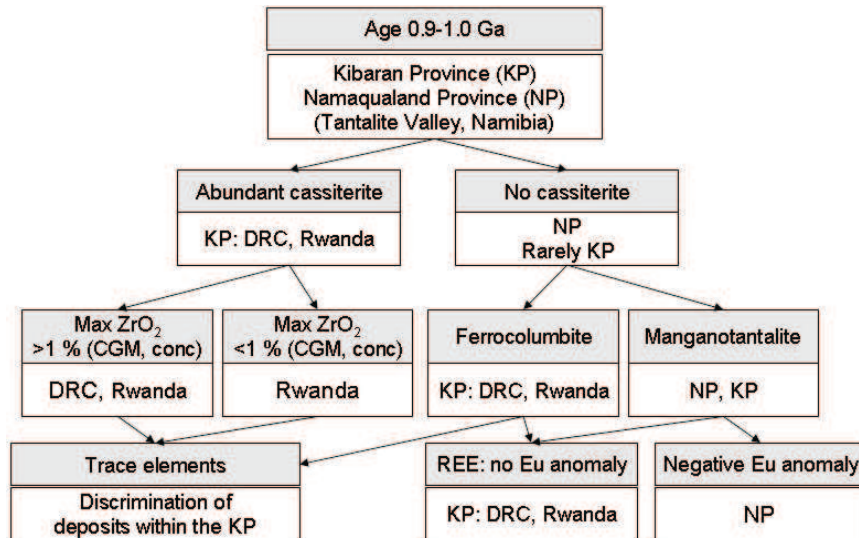 Age 0.9-1.0 Ga
Kibaran Province (KP)
Namaqualand Province (NP)
(Tantalite Valley, Namibia)
Abundant cassiterite
KP: DRC, Rwanda
No cassiterite
NP
Rarely KP
Max ZrO₂
>1 % (CGM, conc)
DRC, Rwanda
Max ZrO₂
<1 % (CGM, conc)
Rwanda
Ferrocolumbite
KP: DRC, Rwanda
Manganotantalite
NP, KP
Trace elements
Discrimination of
deposits within the KP
REE: no Eu anomaly
KP: DRC, Rwanda
Negative Eu anomaly
NP